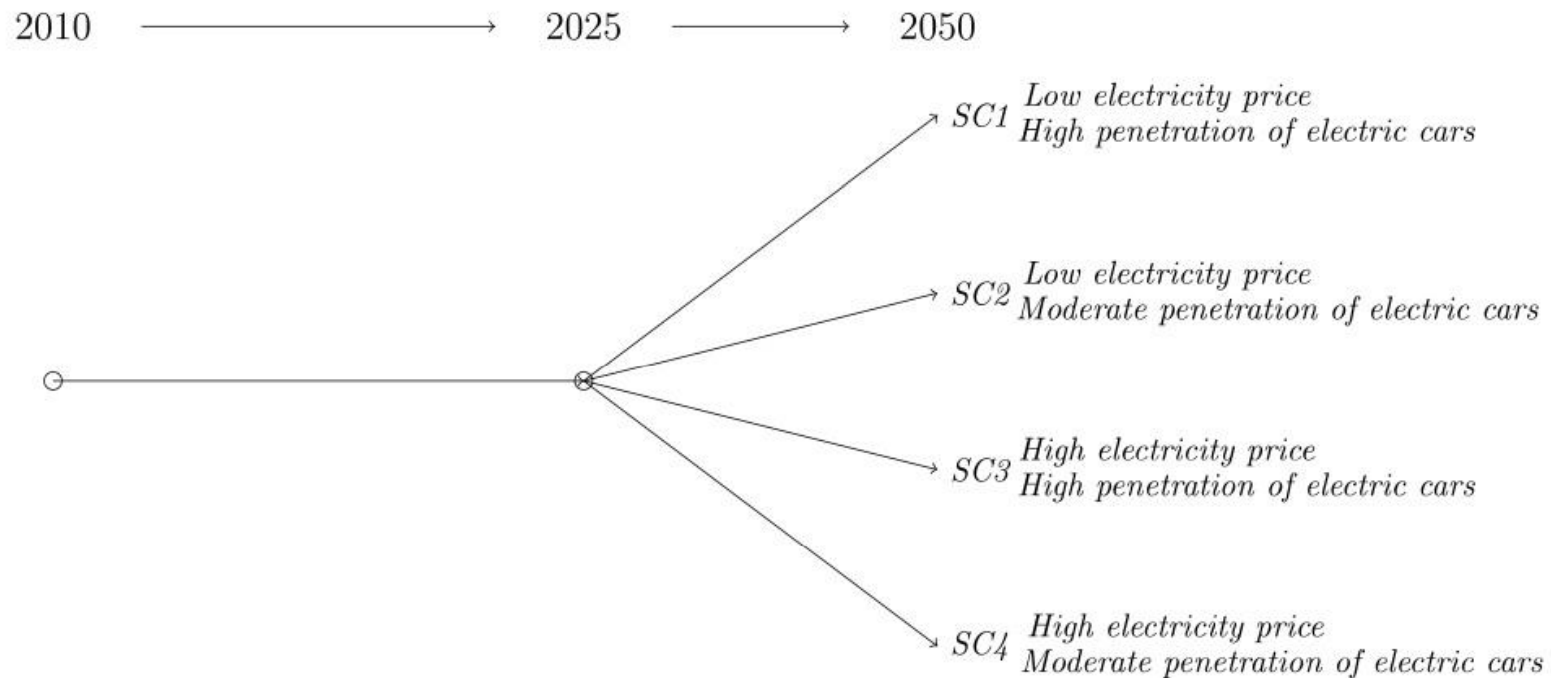 2010 2025 2050
Low electricity price
SC1 High penetration of electric cars
Low electricity price
SC2 Moderate penetration of electric cars
High electricity price
SC3 High penetration of electric cars
High electricity price
SC4 Moderate penetration of electric cars